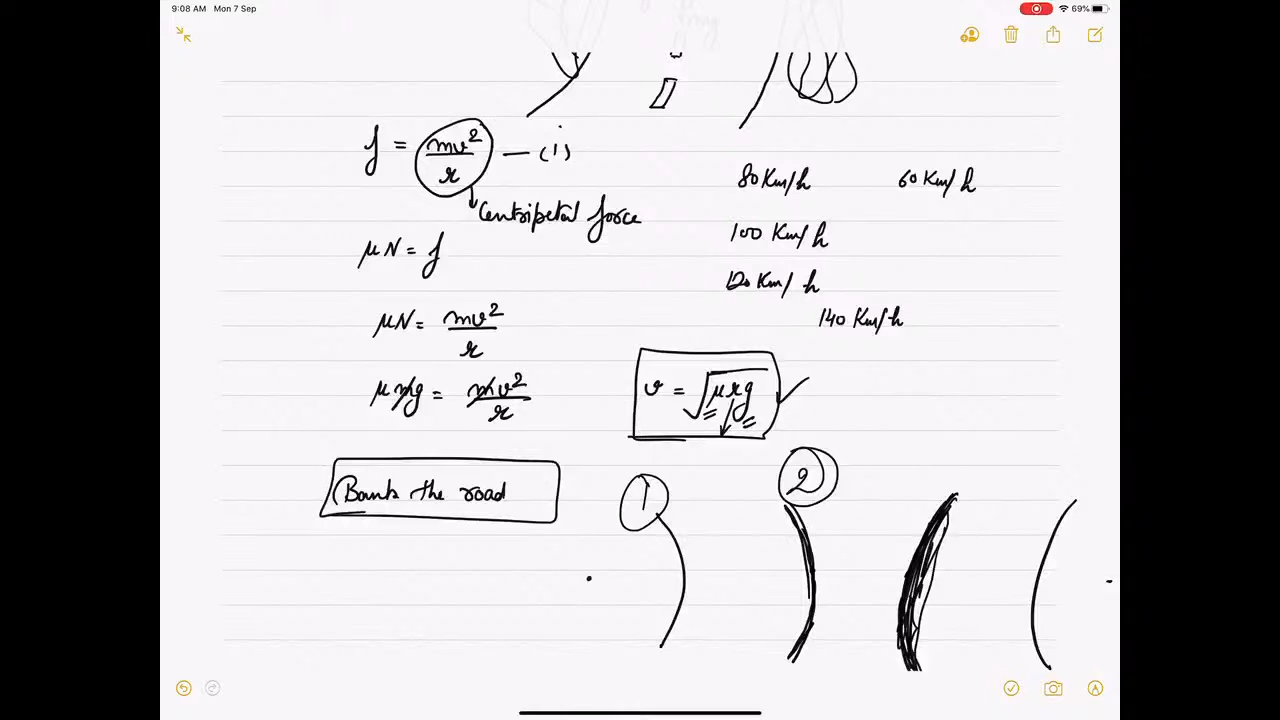 9:08 AM Mon 7 Sep
69%
f = mv²/r — (i)
Centripetal force
μN = f
μN = mv²/r
μmg = mv²/r
80 Km/h 60 Km/h
100 Km/h
120 Km/h
140 Km/h
v = √μrg
Bank the road
1
2